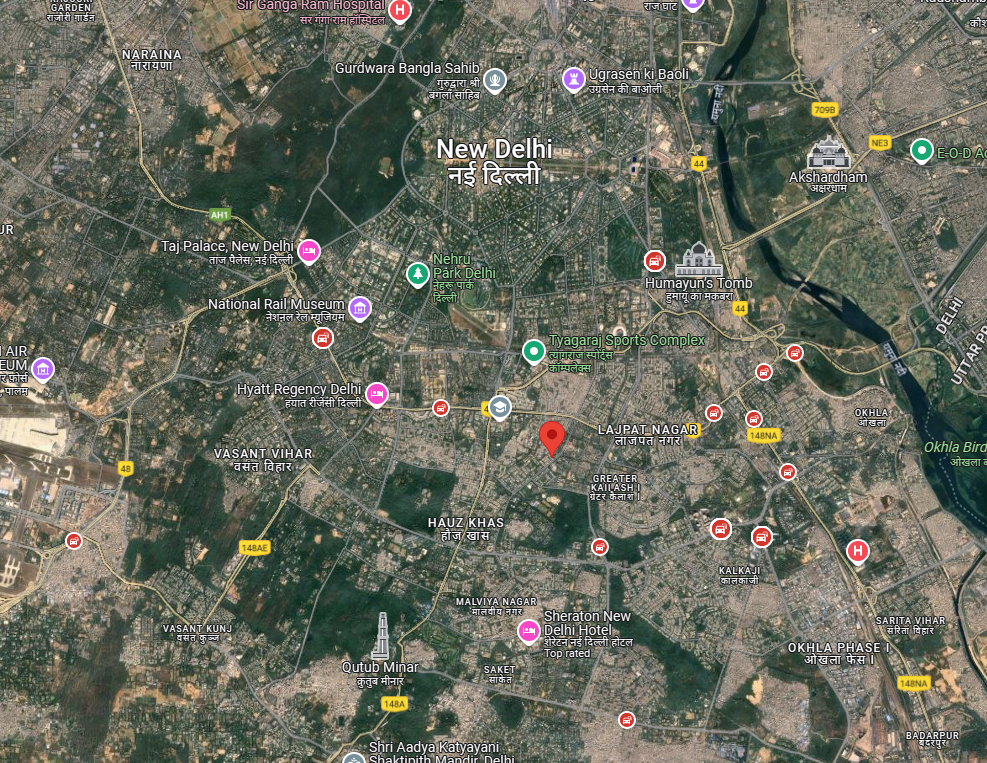 GARDEN
राजौरी गार्डन
Sir Ganga Ram Hospital
सर गंगा राम हॉस्पिटल
राज घाट
NARAINA
नारायणा
Gurdwara Bangla Sahib
गुरुद्वारा श्री
बंगला साहिब
Ugrasen ki Baoli
उग्रसेन की बाओली
709B
NE3
E-O-D Ad
New Delhi
नई दिल्ली
44
Akshardham
अक्षरधाम
AH1
UR
Taj Palace, New Delhi
ताज पैलेस, नई दिल्ली
Nehru
Park Delhi
नेहरू पार्क
दिल्ली
Humayun's Tomb
हुमायूं का मकबरा
National Rail Museum
नेशनल रेल म्यूजियम
44
DELHI
UTTAR PR
Tyagaraj Sports Complex
त्यागराज स्पोर्ट्स
काम्प्लेक्स
AIR
EUM
पालम
Hyatt Regency Delhi
हयात रीजेंसी दिल्ली
LAJPAT NAGAR
लाजपत नगर
148NA
OKHLA
ओखला
Okhla Bird
VASANT VIHAR
वसंत विहार
48
GREATER
KAILASH I
ग्रेटर कैलाश I
HAUZ KHAS
हौज खास
148AE
KALKAJI
कालकाजी
MALVIYA NAGAR
मालवीय नगर
Sheraton New
Delhi Hotel
शेरेटन नई दिल्ली होटल
Top rated
VASANT KUNJ
वसंत कुञ्ज
SARITA VIHAR
सरिता विहार
OKHLA PHASE I
ओखला फेस I
Qutub Minar
क़ुतुब मीनार
SAKET
साकेत
148NA
148A
BADARPUR
बदरपुर
Shri Aadya Katyayani
Shaktipith Mandir, Delhi